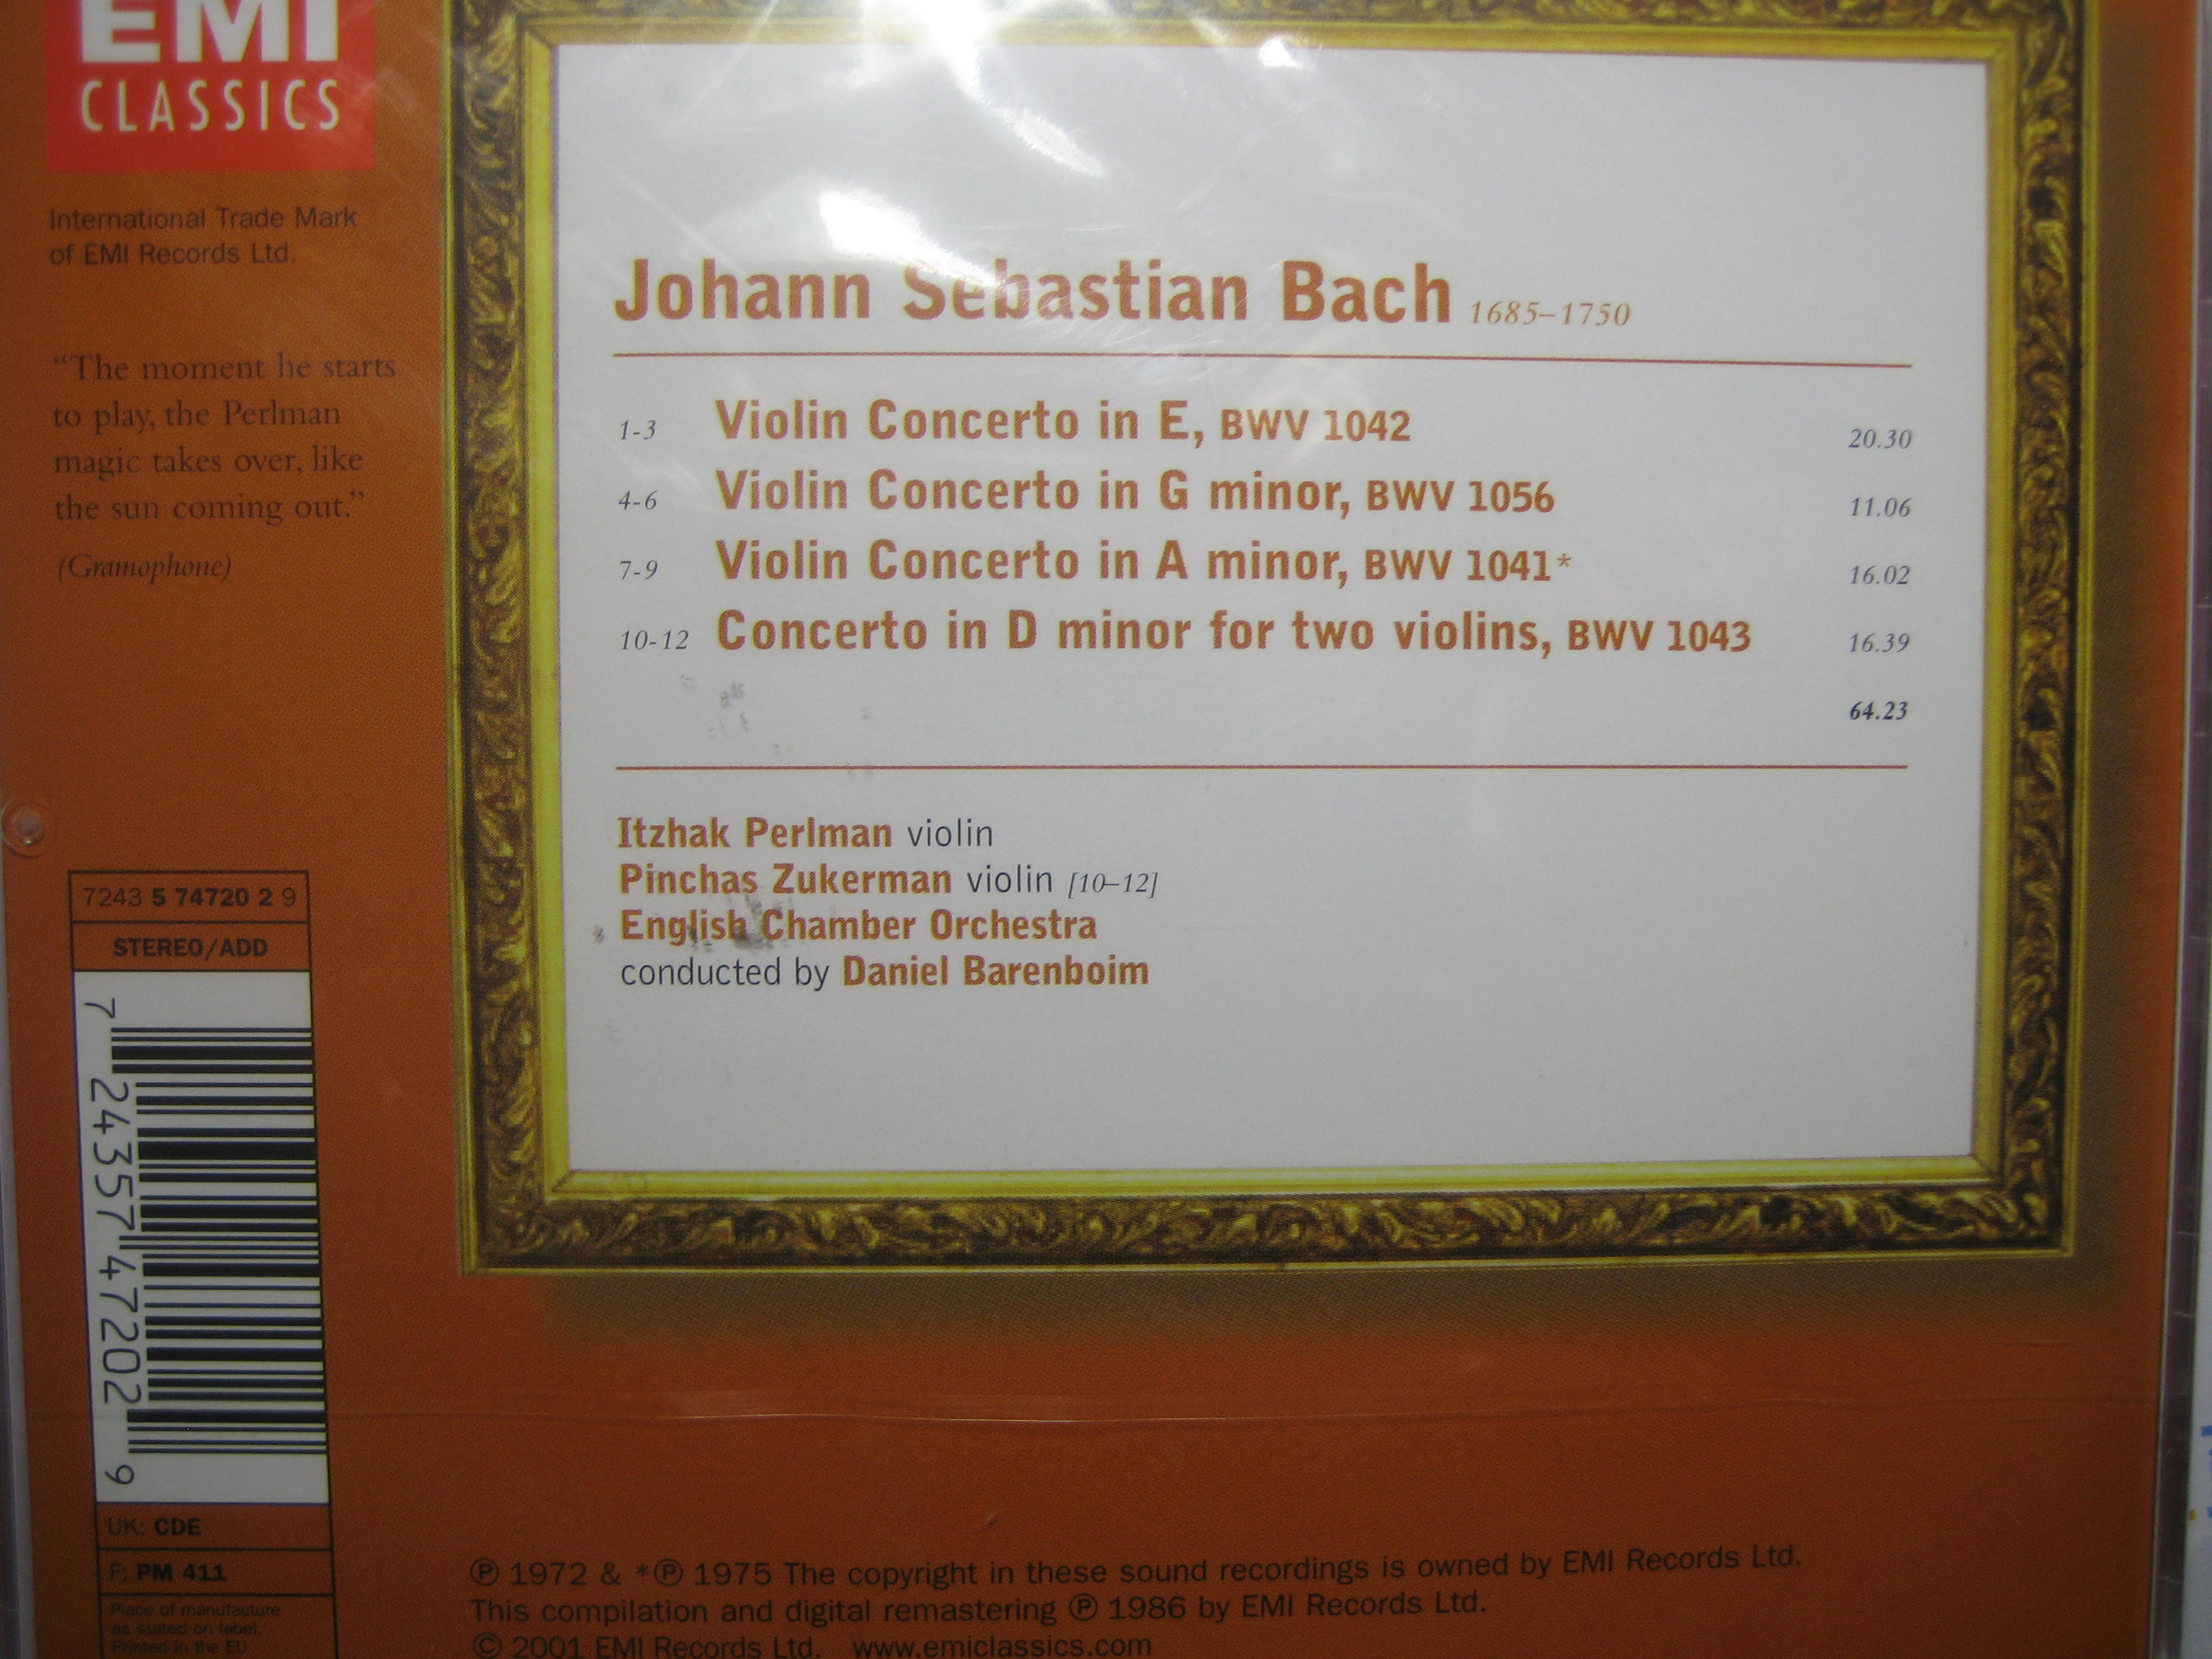 EMI
CLASSICS
International Trade Mark
of EMI Records Ltd.
“The moment he starts
to play, the Perlman
magic takes over, like
the sun coming out.”
(Gramophone)
7243 5 74720 2 9
STEREO/ADD
7 24357 47202 9
UK: CDE
F: PM 411
Place of manufacture
as stated on label.
Printed in the EU
Johann Sebastian Bach 1685–1750
1-3 Violin Concerto in E, BWV 1042 20.30
4-6 Violin Concerto in G minor, BWV 1056 11.06
7-9 Violin Concerto in A minor, BWV 1041* 16.02
10-12 Concerto in D minor for two violins, BWV 1043 16.39
64.23
Itzhak Perlman violin
Pinchas Zukerman violin [10–12]
English Chamber Orchestra
conducted by Daniel Barenboim
℗ 1972 & *℗ 1975 The copyright in these sound recordings is owned by EMI Records Ltd.
This compilation and digital remastering ℗ 1986 by EMI Records Ltd.
© 2001 EMI Records Ltd. www.emiclassics.com